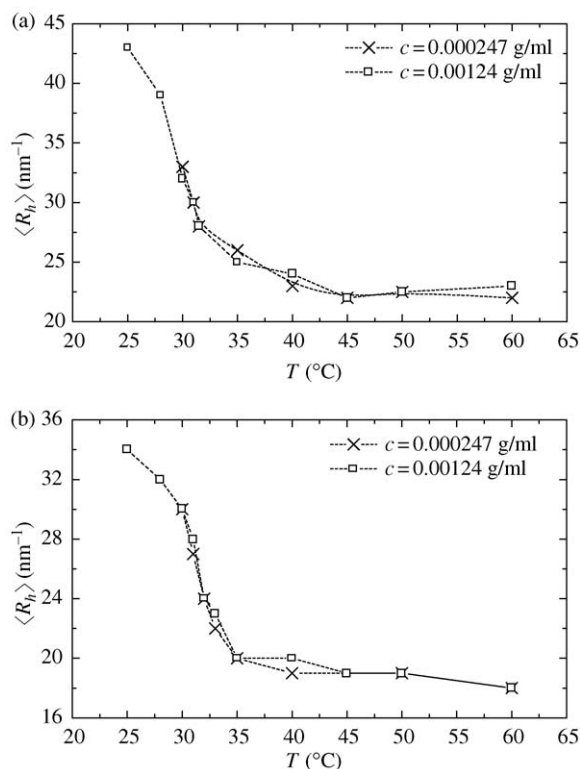 (a)
45
40
35
30
25
20
⟨R_h⟩ (nm⁻¹)
c = 0.000247 g/ml
c = 0.00124 g/ml
20 25 30 35 40 45 50 55 60 65
T (°C)
(b)
36
32
28
24
20
16
⟨R_h⟩ (nm⁻¹)
c = 0.000247 g/ml
c = 0.00124 g/ml
20 25 30 35 40 45 50 55 60 65
T (°C)